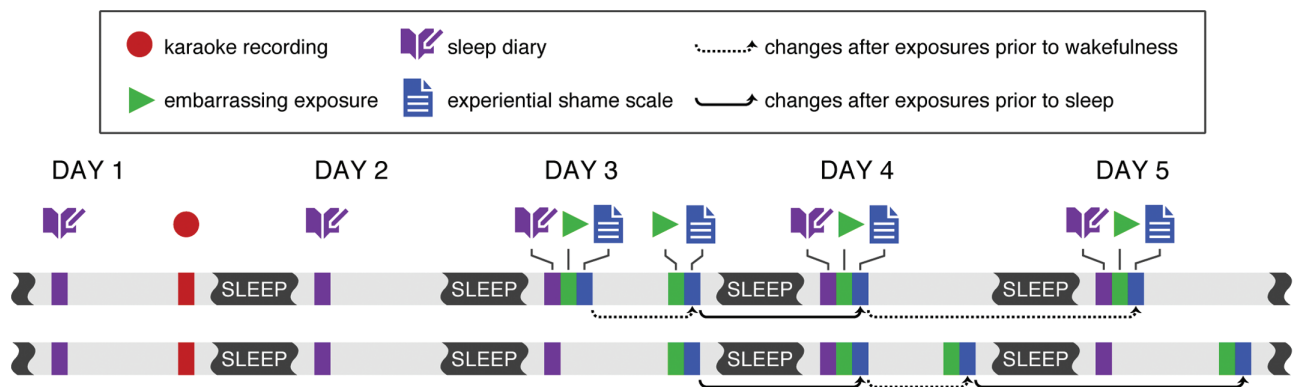 karaoke recording
sleep diary
changes after exposures prior to wakefulness
embarrassing exposure
experiential shame scale
changes after exposures prior to sleep
DAY 1 DAY 2 DAY 3 DAY 4 DAY 5
SLEEP SLEEP SLEEP SLEEP
SLEEP SLEEP SLEEP SLEEP